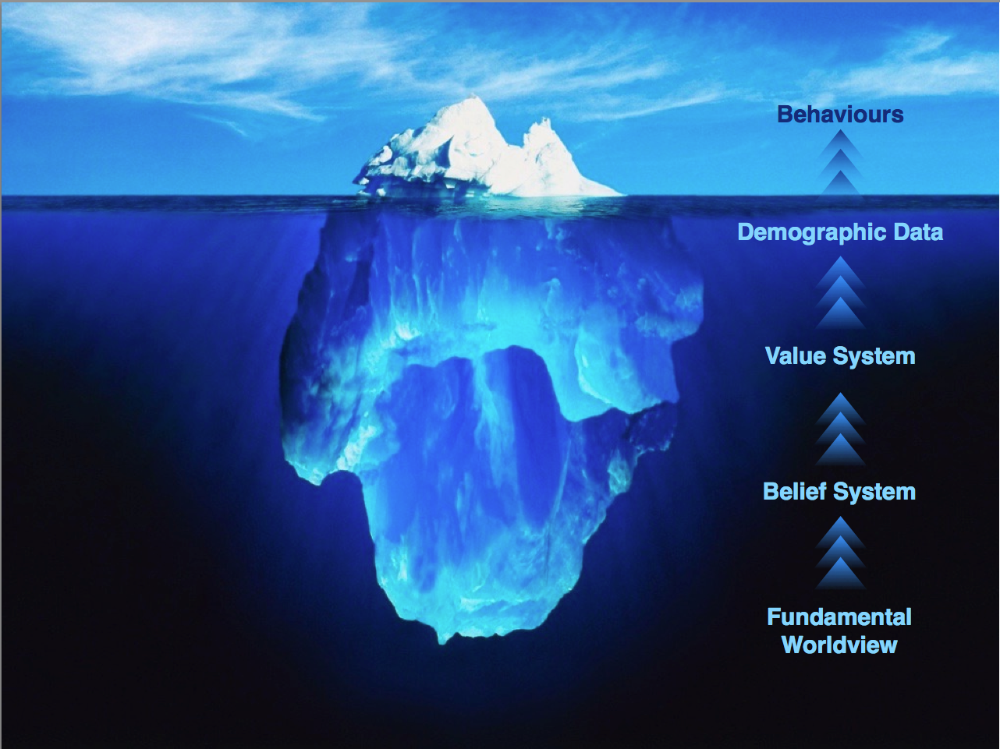 Behaviours
Demographic Data
Value System
Belief System
Fundamental
Worldview